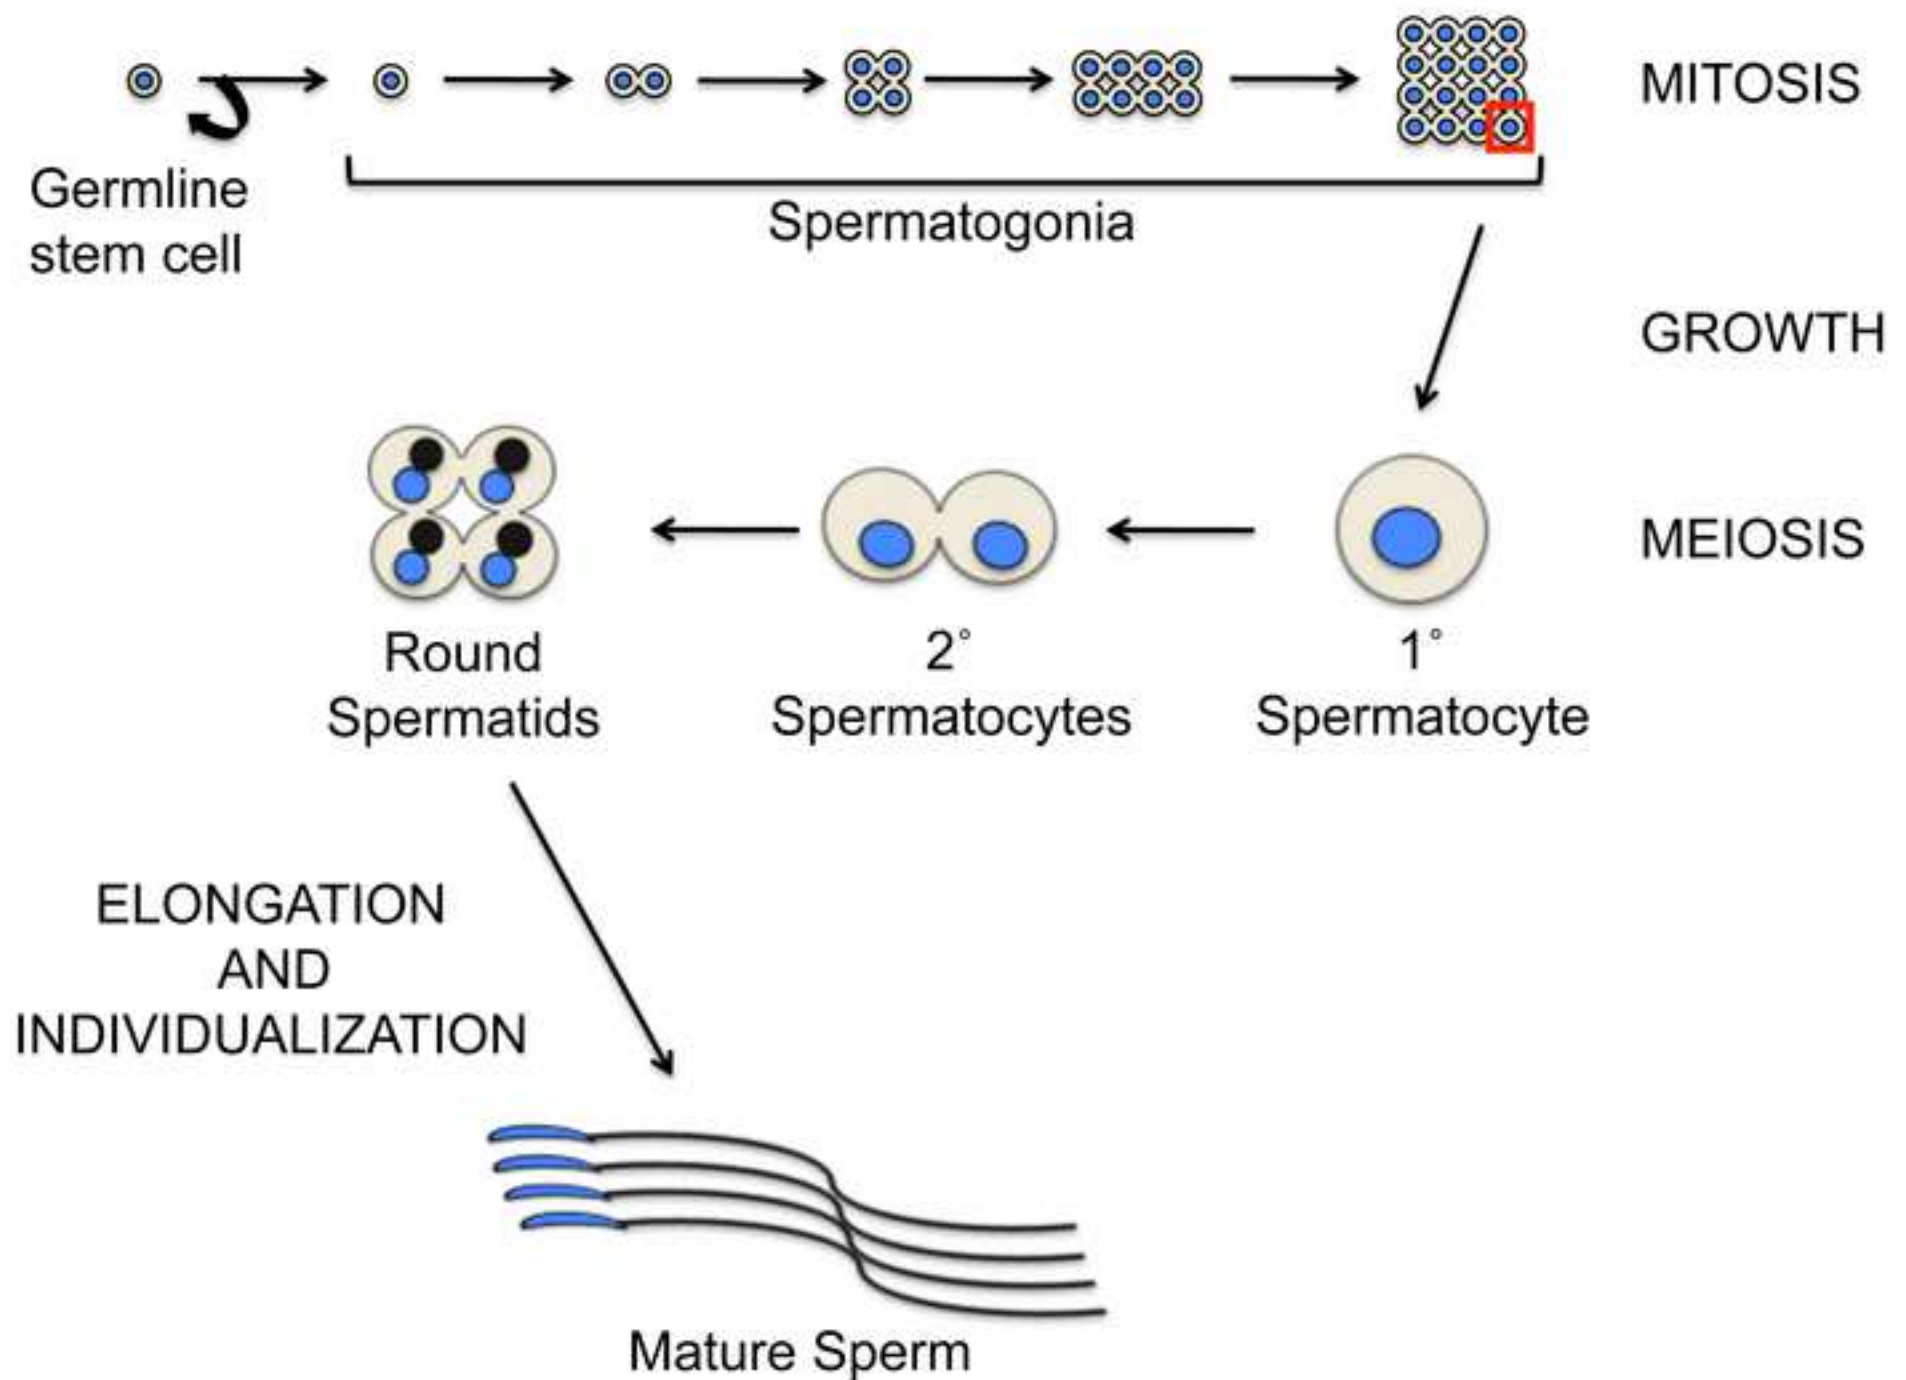 MITOSIS
Germline
stem cell
Spermatogonia
GROWTH
MEIOSIS
Round
Spermatids
2°
Spermatocytes
1°
Spermatocyte
ELONGATION
AND
INDIVIDUALIZATION
Mature Sperm